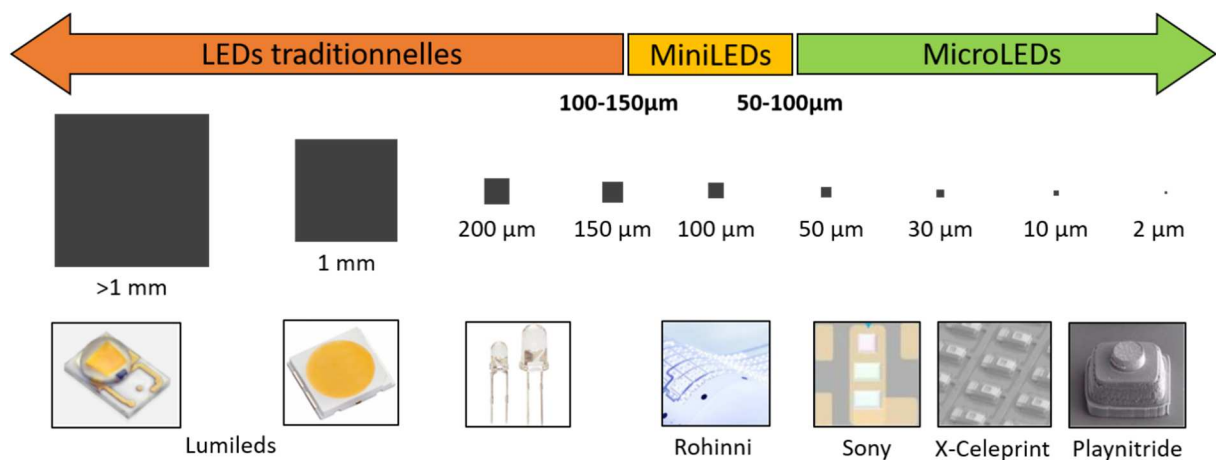 LEDs traditionnelles
MiniLEDs
MicroLEDs
100-150µm
50-100µm
>1 mm
1 mm
200 µm
150 µm
100 µm
50 µm
30 µm
10 µm
2 µm
Lumileds
Rohinni
Sony
X-Celeprint
Playnitride